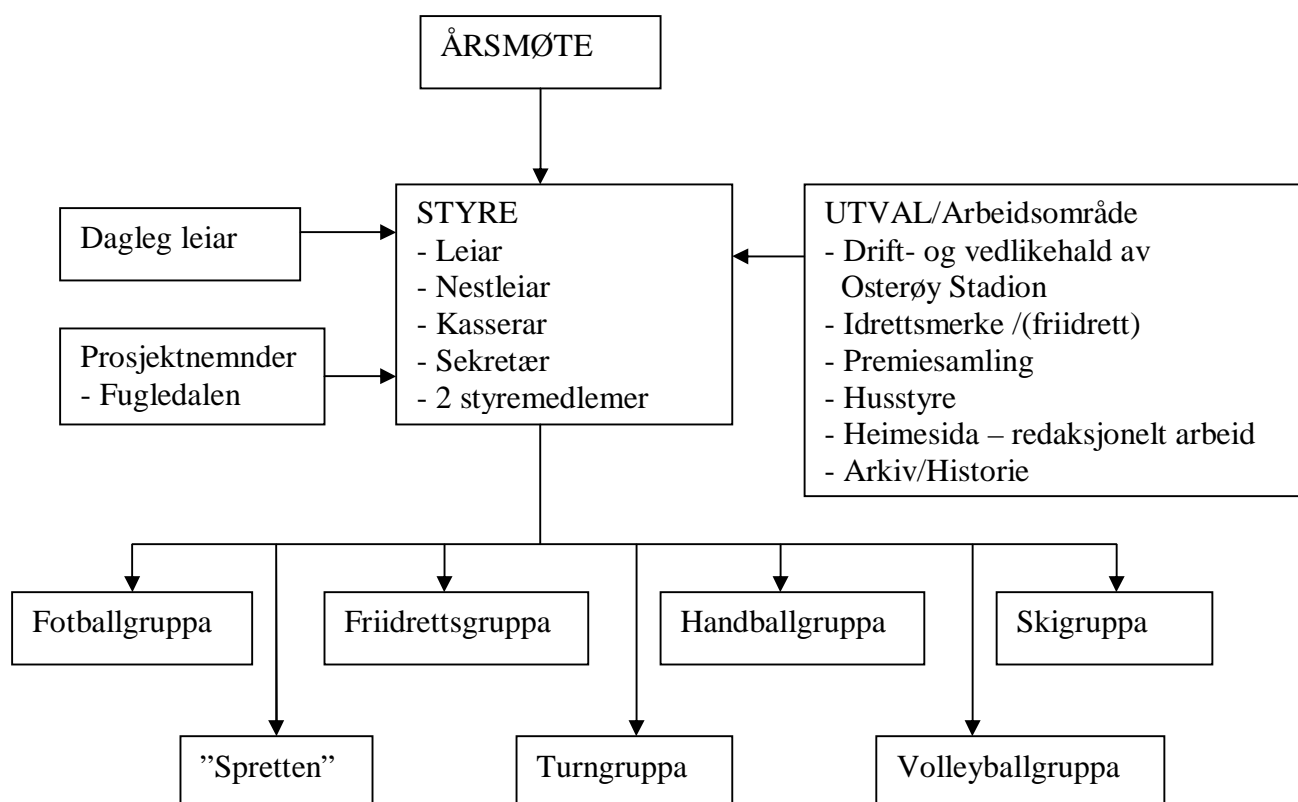 ÅRSMØTE
Dagleg leiar
Prosjektnemnder
- Fugledalen
STYRE
- Leiar
- Nestleiar
- Kasserar
- Sekretær
- 2 styremedlemer
UTVAL/Arbeidsområde
- Drift- og vedlikehald av
Osterøy Stadion
- Idrettsmerke /(friidrett)
- Premiesamling
- Husstyre
- Heimesida – redaksjonelt arbeid
- Arkiv/Historie
Fotballgruppa
Friidrettsgruppa
Handballgruppa
Skigruppa
”Spretten”
Turngruppa
Volleyballgruppa